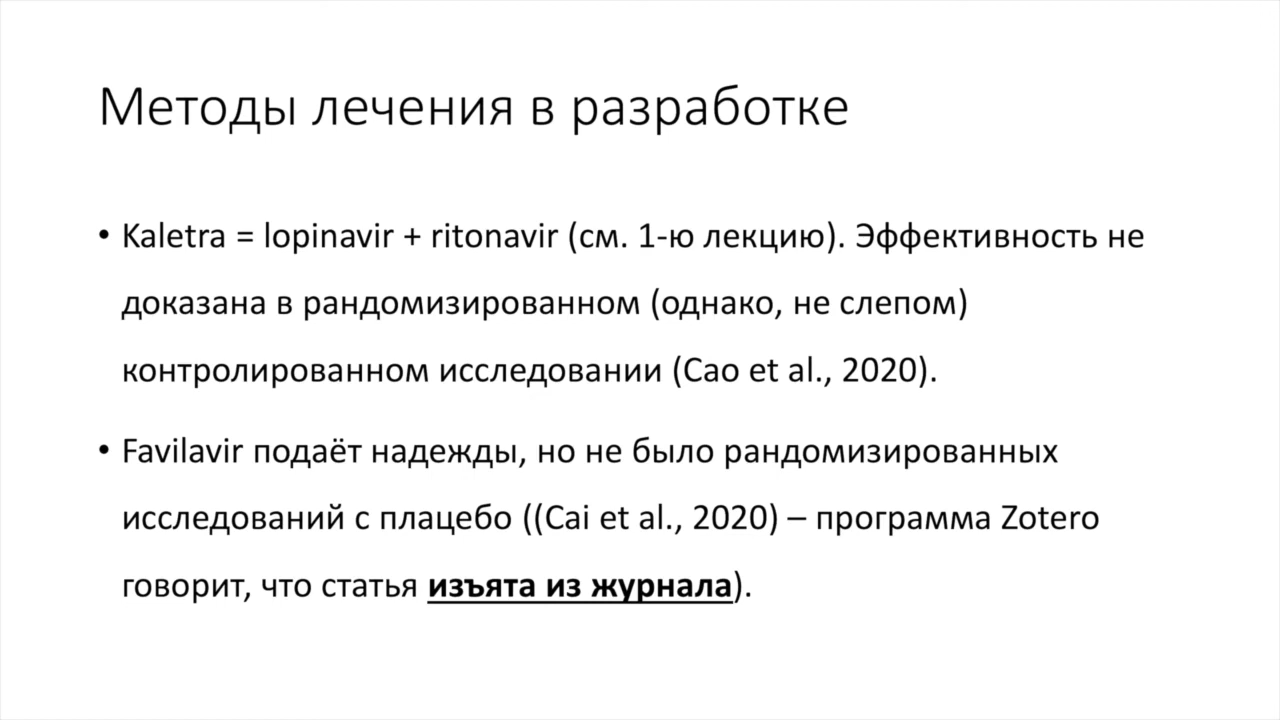 Методы лечения в разработке
• Kaletra = lopinavir + ritonavir (см. 1-ю лекцию). Эффективность не
доказана в рандомизированном (однако, не слепом)
контролированном исследовании (Cao et al., 2020).
• Favilavir подаёт надежды, но не было рандомизированных
исследований с плацебо ((Cai et al., 2020) – программа Zotero
говорит, что статья изъята из журнала).